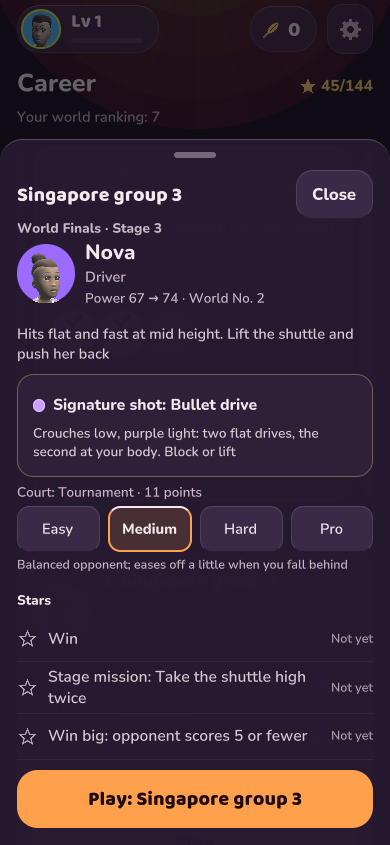 Lv 1
0
Career
45/144
Your world ranking: 7
Singapore group 3
Close
World Finals · Stage 3
Nova
Driver
Power 67 → 74 · World No. 2
Hits flat and fast at mid height. Lift the shuttle and
push her back
Signature shot: Bullet drive
Crouches low, purple light: two flat drives, the
second at your body. Block or lift
Court: Tournament · 11 points
Easy
Medium
Hard
Pro
Balanced opponent; eases off a little when you fall behind
Stars
Win
Not yet
Stage mission: Take the shuttle high
twice
Not yet
Win big: opponent scores 5 or fewer
Not yet
Play: Singapore group 3